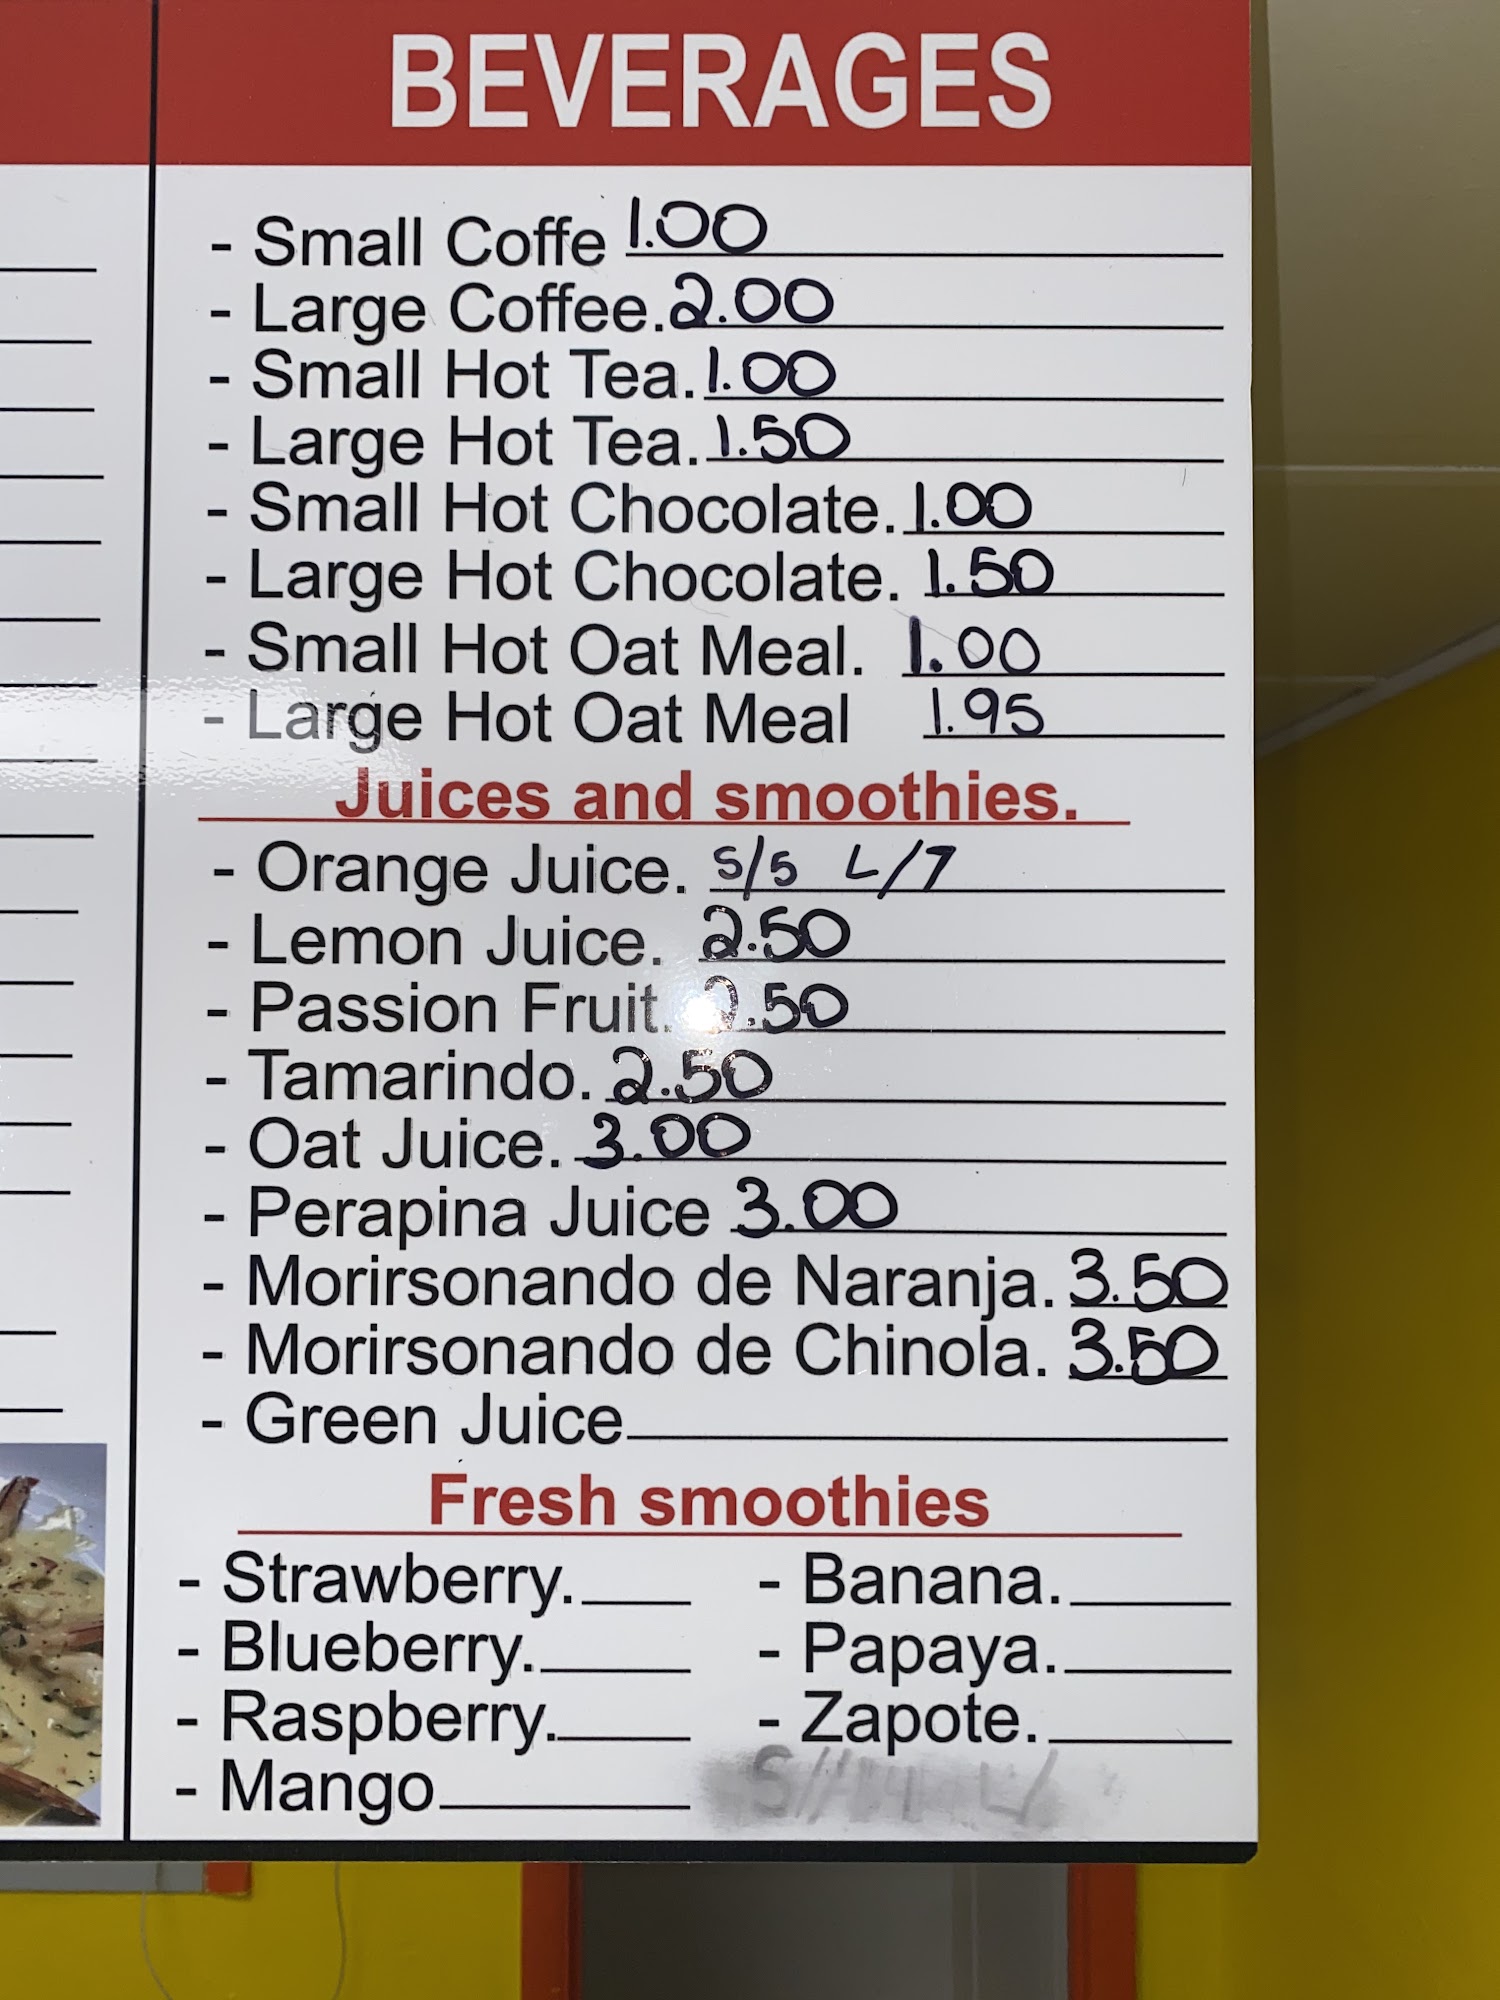 BEVERAGES
- Small Coffe 1.00
- Large Coffee. 2.00
- Small Hot Tea. 1.00
- Large Hot Tea. 1.50
- Small Hot Chocolate. 1.00
- Large Hot Chocolate. 1.50
- Small Hot Oat Meal. 1.00
- Large Hot Oat Meal 1.95
Juices and smoothies.
- Orange Juice. S/5 L/7
- Lemon Juice. 2.50
- Passion Fruit. 2.50
- Tamarindo. 2.50
- Oat Juice. 3.00
- Perapina Juice 3.00
- Morirsonando de Naranja. 3.50
- Morirsonando de Chinola. 3.50
- Green Juice
Fresh smoothies
- Strawberry. - Banana.
- Blueberry. - Papaya.
- Raspberry. - Zapote.
- Mango